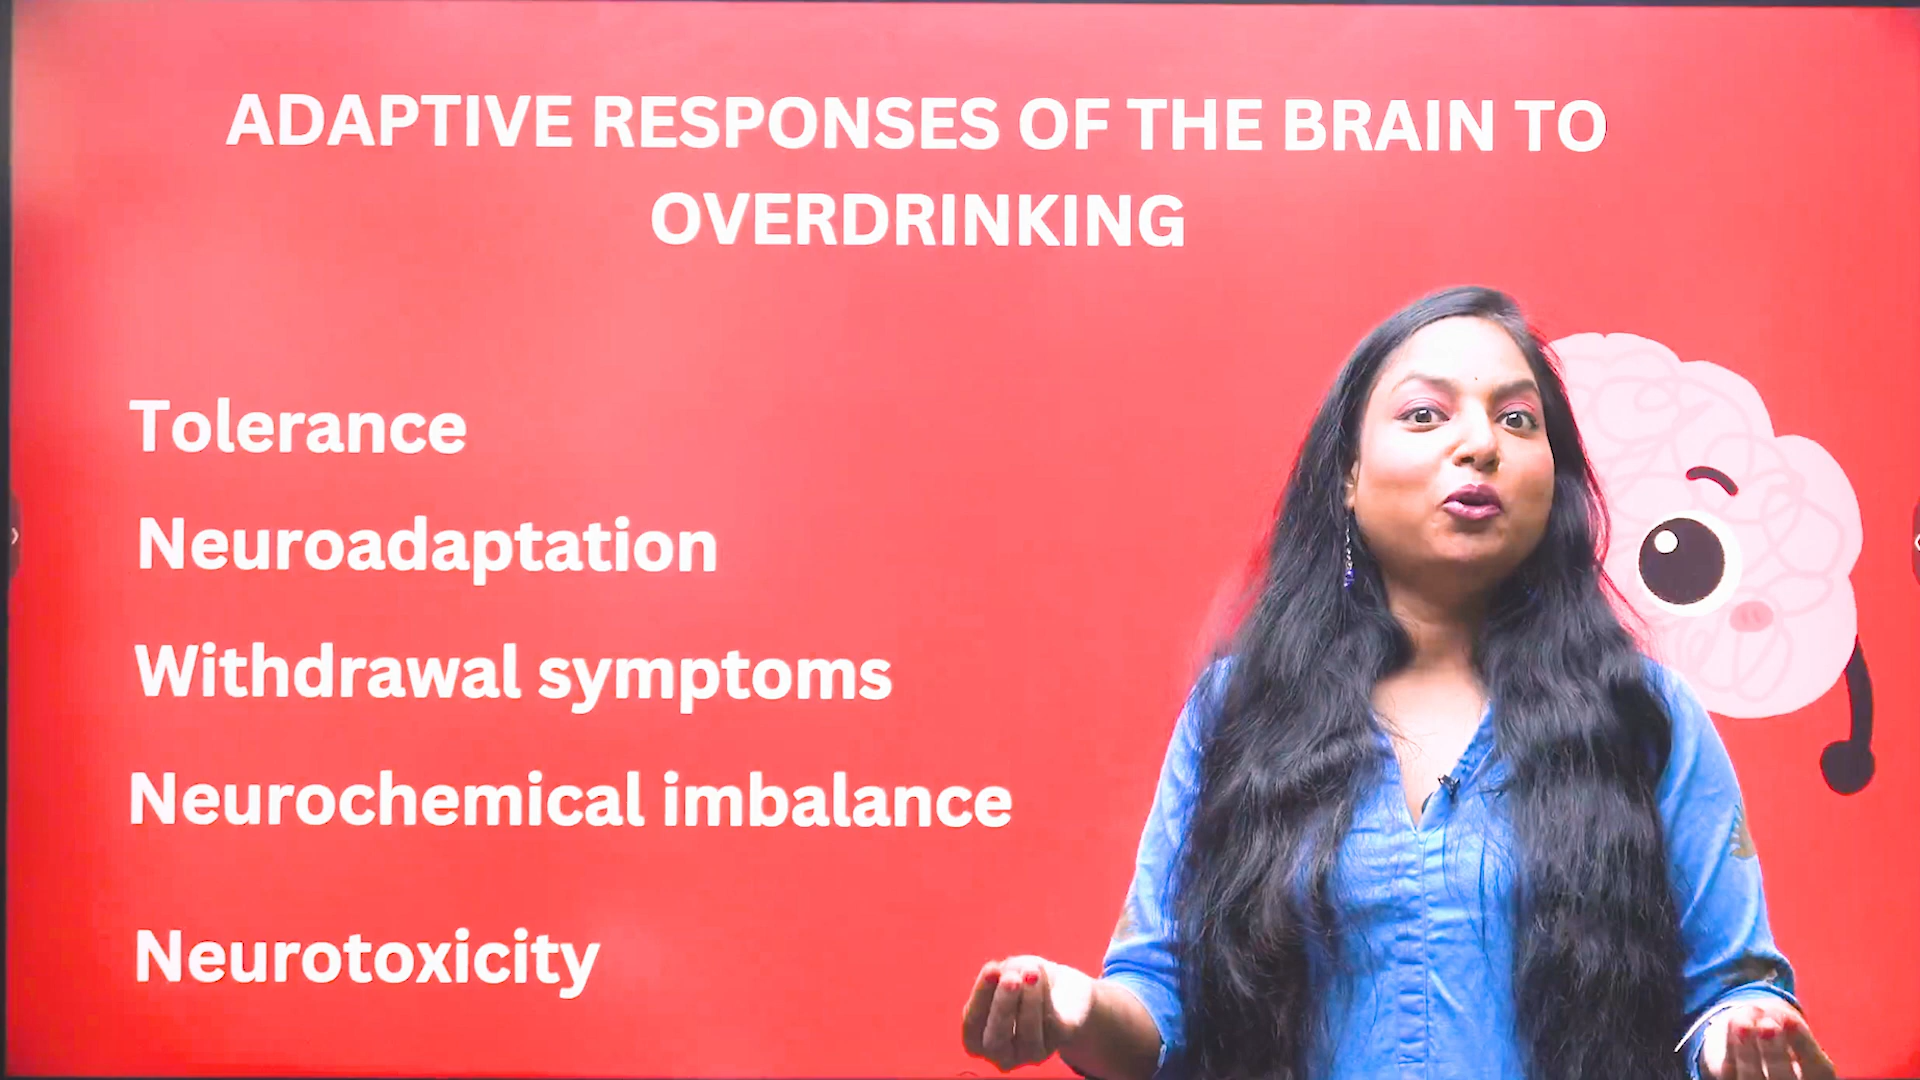 ADAPTIVE RESPONSES OF THE BRAIN TO
OVERDRINKING
Tolerance
Neuroadaptation
Withdrawal symptoms
Neurochemical imbalance
Neurotoxicity